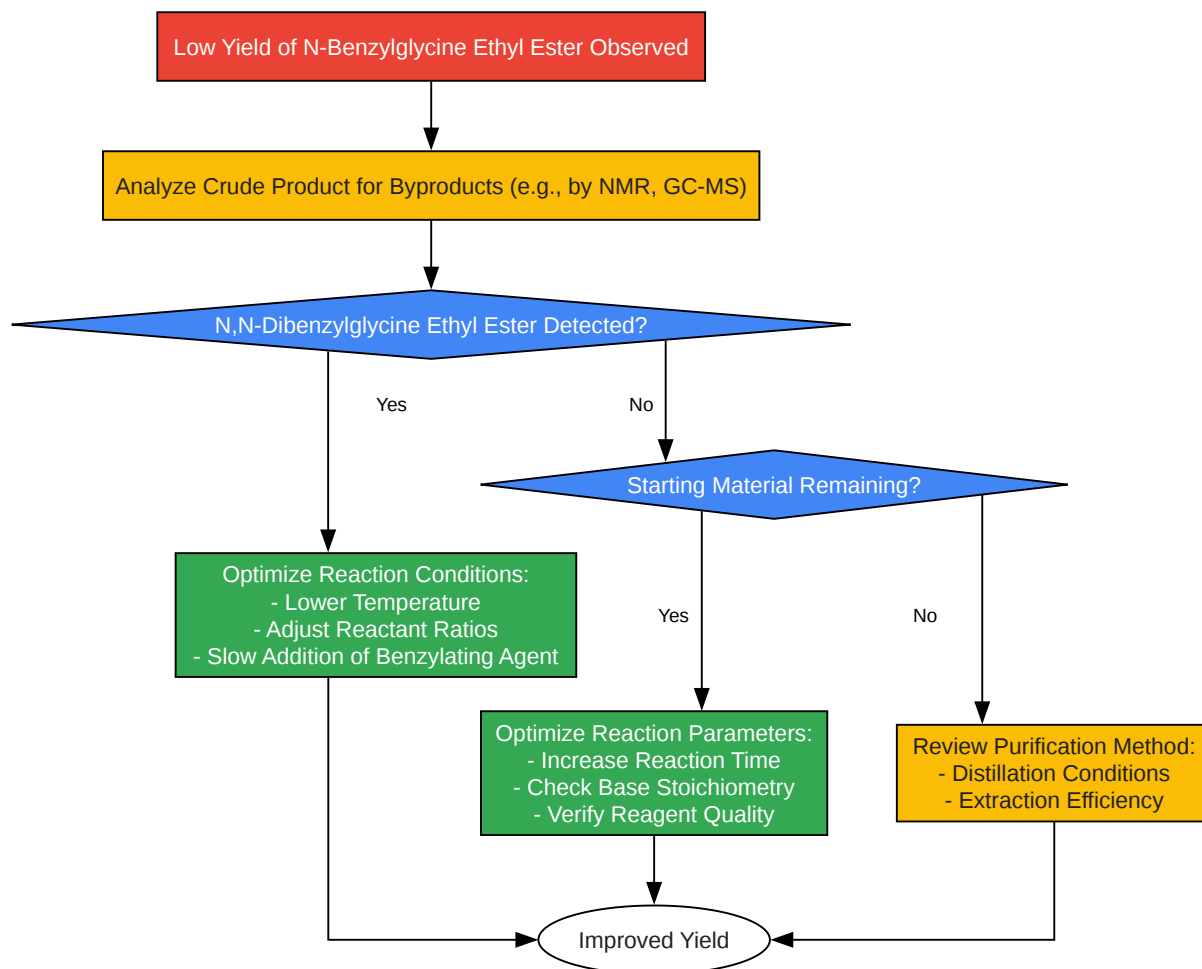 Low Yield of N-Benzylglycine Ethyl Ester Observed
Analyze Crude Product for Byproducts (e.g., by NMR, GC-MS)
N,N-Dibenzylglycine Ethyl Ester Detected?
Yes
No
Starting Material Remaining?
Optimize Reaction Conditions:
- Lower Temperature
- Adjust Reactant Ratios
- Slow Addition of Benzylating Agent
Yes
No
Optimize Reaction Parameters:
- Increase Reaction Time
- Check Base Stoichiometry
- Verify Reagent Quality
Review Purification Method:
- Distillation Conditions
- Extraction Efficiency
Improved Yield